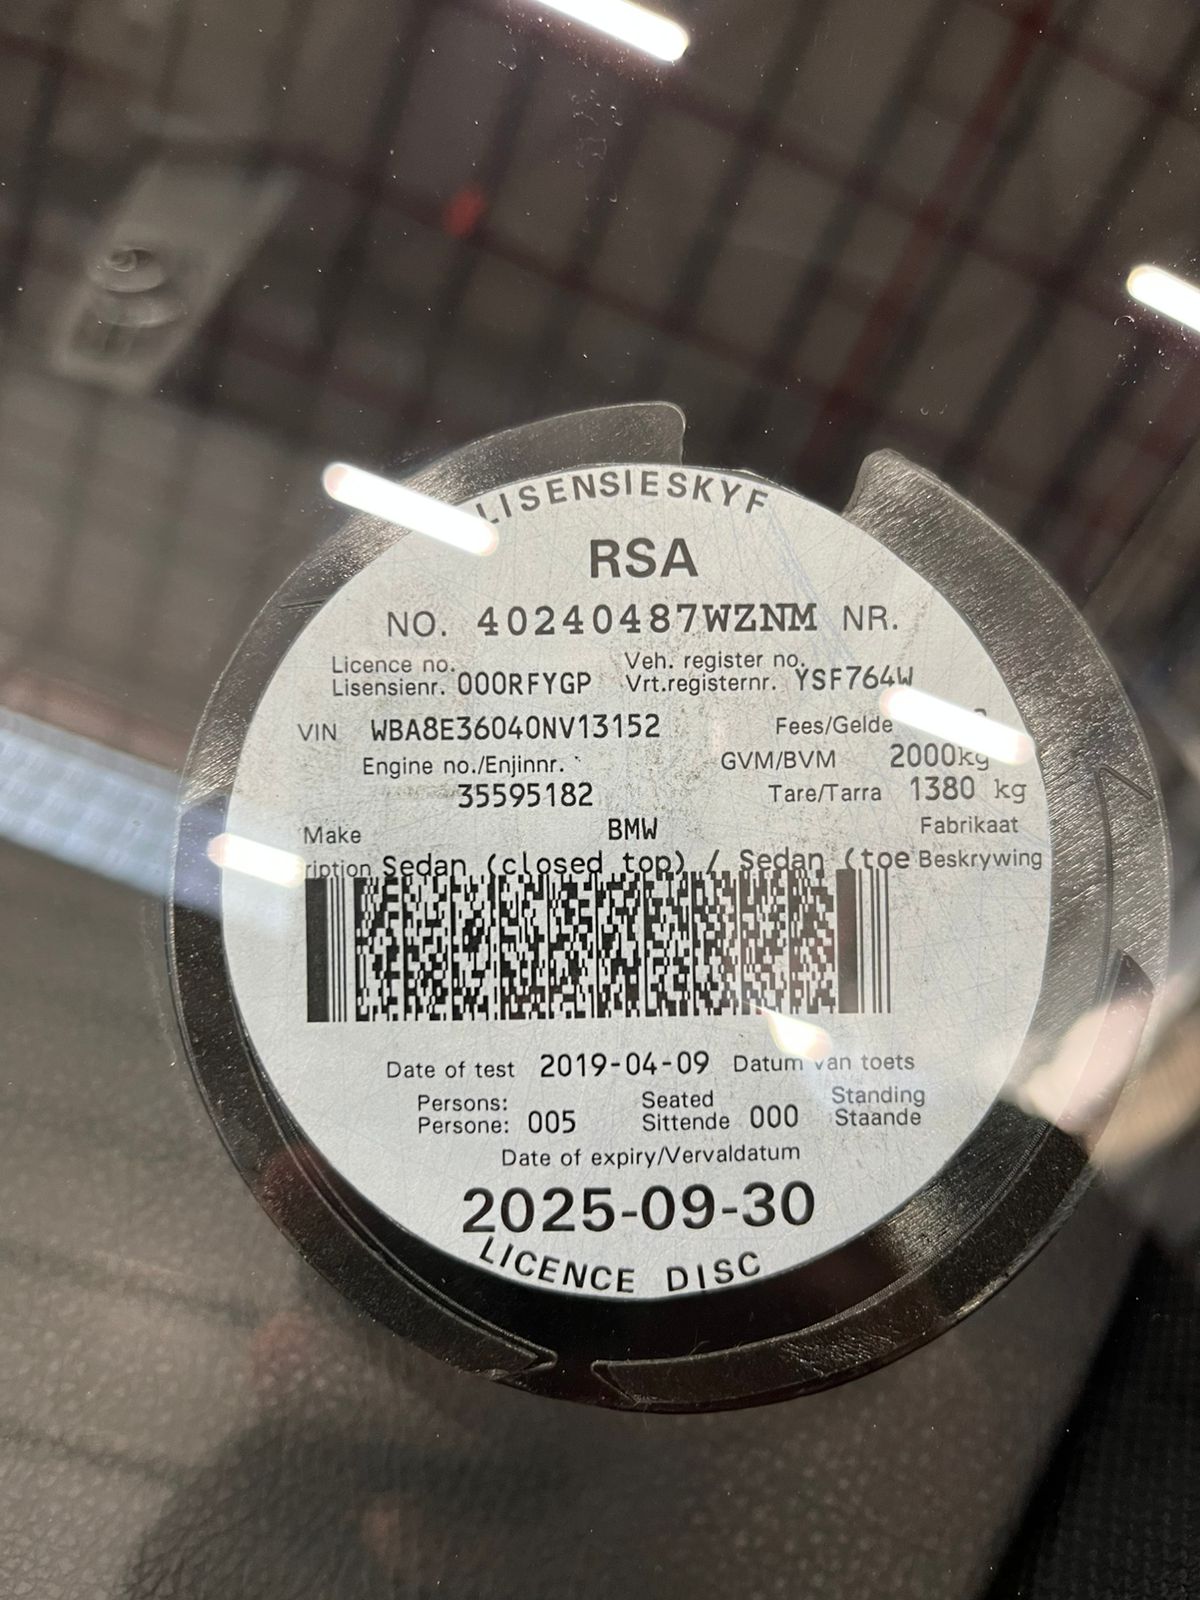 LISENSIESKYF
RSA
NO. 40240487WZNM NR.
Licence no. Veh. register no.
Lisensienr. 000RFYGP Vrt.registernr. YSF764W
VIN WBA8E36040NV13152 Fees/Gelde
Engine no./Enjinnr. GVM/BVM 2000kg
35595182 Tare/Tarra 1380 kg
Make BMW Fabrikaat
ription Sedan (closed top) / Sedan (toe Beskrywing
Date of test 2019-04-09 Datum van toets
Persons: Seated Standing
Persone: 005 Sittende 000 Staande
Date of expiry/Vervaldatum
2025-09-30
LICENCE DISC